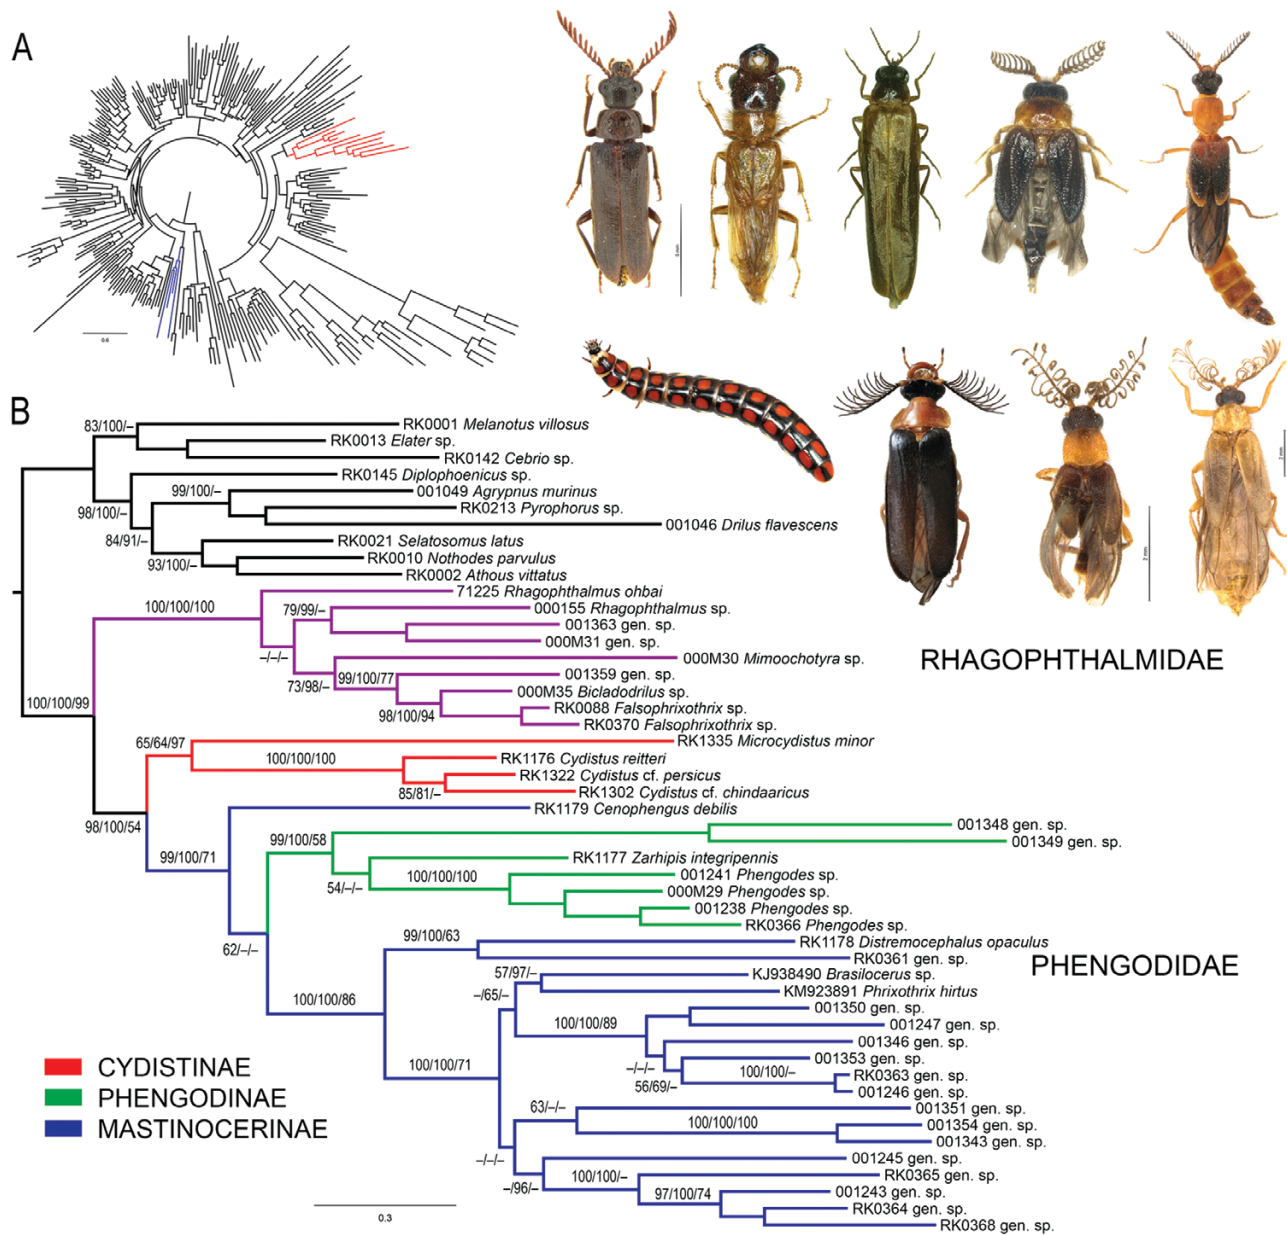 A
0.6
5 mm
2 mm
2 mm
B
83/100/–
RK0001 Melanotus villosus
RK0013 Elater sp.
RK0142 Cebrio sp.
RK0145 Diplophoenicus sp.
99/100/–
001049 Agrypnus murinus
98/100/–
RK0213 Pyrophorus sp.
001046 Drilus flavescens
84/91/–
RK0021 Selatosomus latus
93/100/–
RK0010 Nothodes parvulus
RK0002 Athous vittatus
71225 Rhagophthalmus ohbai
100/100/100
79/99/–
000155 Rhagophthalmus sp.
001363 gen. sp.
000M31 gen. sp.
–/–/–
000M30 Mimoochotyra sp.
RHAGOPHTHALMIDAE
73/98/–
99/100/77
001359 gen. sp.
000M35 Bicladodrilus sp.
100/100/99
98/100/94
RK0088 Falsophrixothrix sp.
RK0370 Falsophrixothrix sp.
65/64/97
RK1335 Microcydistus minor
100/100/100
RK1176 Cydistus reitteri
RK1322 Cydistus cf. persicus
85/81/–
RK1302 Cydistus cf. chindaaricus
RK1179 Cenophengus debilis
98/100/54
001348 gen. sp.
99/100/58
001349 gen. sp.
99/100/71
RK1177 Zarhipis integripennis
54/–/–
100/100/100
001241 Phengodes sp.
000M29 Phengodes sp.
001238 Phengodes sp.
RK0366 Phengodes sp.
62/–/–
99/100/63
RK1178 Distremocephalus opaculus
RK0361 gen. sp.
PHENGODIDAE
57/97/–
KJ938490 Brasilocerus sp.
–/65/–
KM923891 Phrixothrix hirtus
100/100/86
001350 gen. sp.
100/100/89
001247 gen. sp.
001346 gen. sp.
100/100/71
001353 gen. sp.
–/–/–
100/100/–
RK0363 gen. sp.
56/69/–
001246 gen. sp.
CYDISTINAE
PHENGODINAE
MASTINOCERINAE
63/–/–
001351 gen. sp.
100/100/100
001354 gen. sp.
001343 gen. sp.
–/–/–
001245 gen. sp.
100/100/–
RK0365 gen. sp.
–/96/–
97/100/74
001243 gen. sp.
RK0364 gen. sp.
RK0368 gen. sp.
0.3